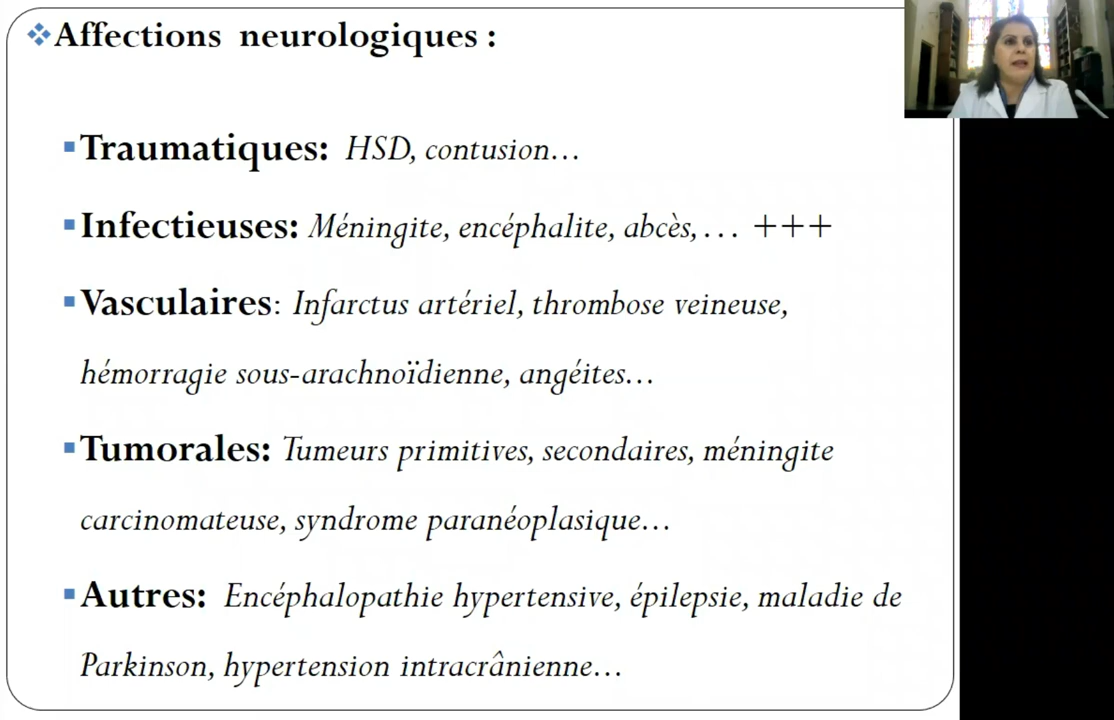 Affections neurologiques :
Traumatiques: HSD, contusion…
Infectieuses: Méningite, encéphalite, abcès,… +++
Vasculaires: Infarctus artériel, thrombose veineuse,
hémorragie sous-arachnoïdienne, angéites…
Tumorales: Tumeurs primitives, secondaires, méningite
carcinomateuse, syndrome paranéoplasique…
Autres: Encéphalopathie hypertensive, épilepsie, maladie de
Parkinson, hypertension intracrânienne…